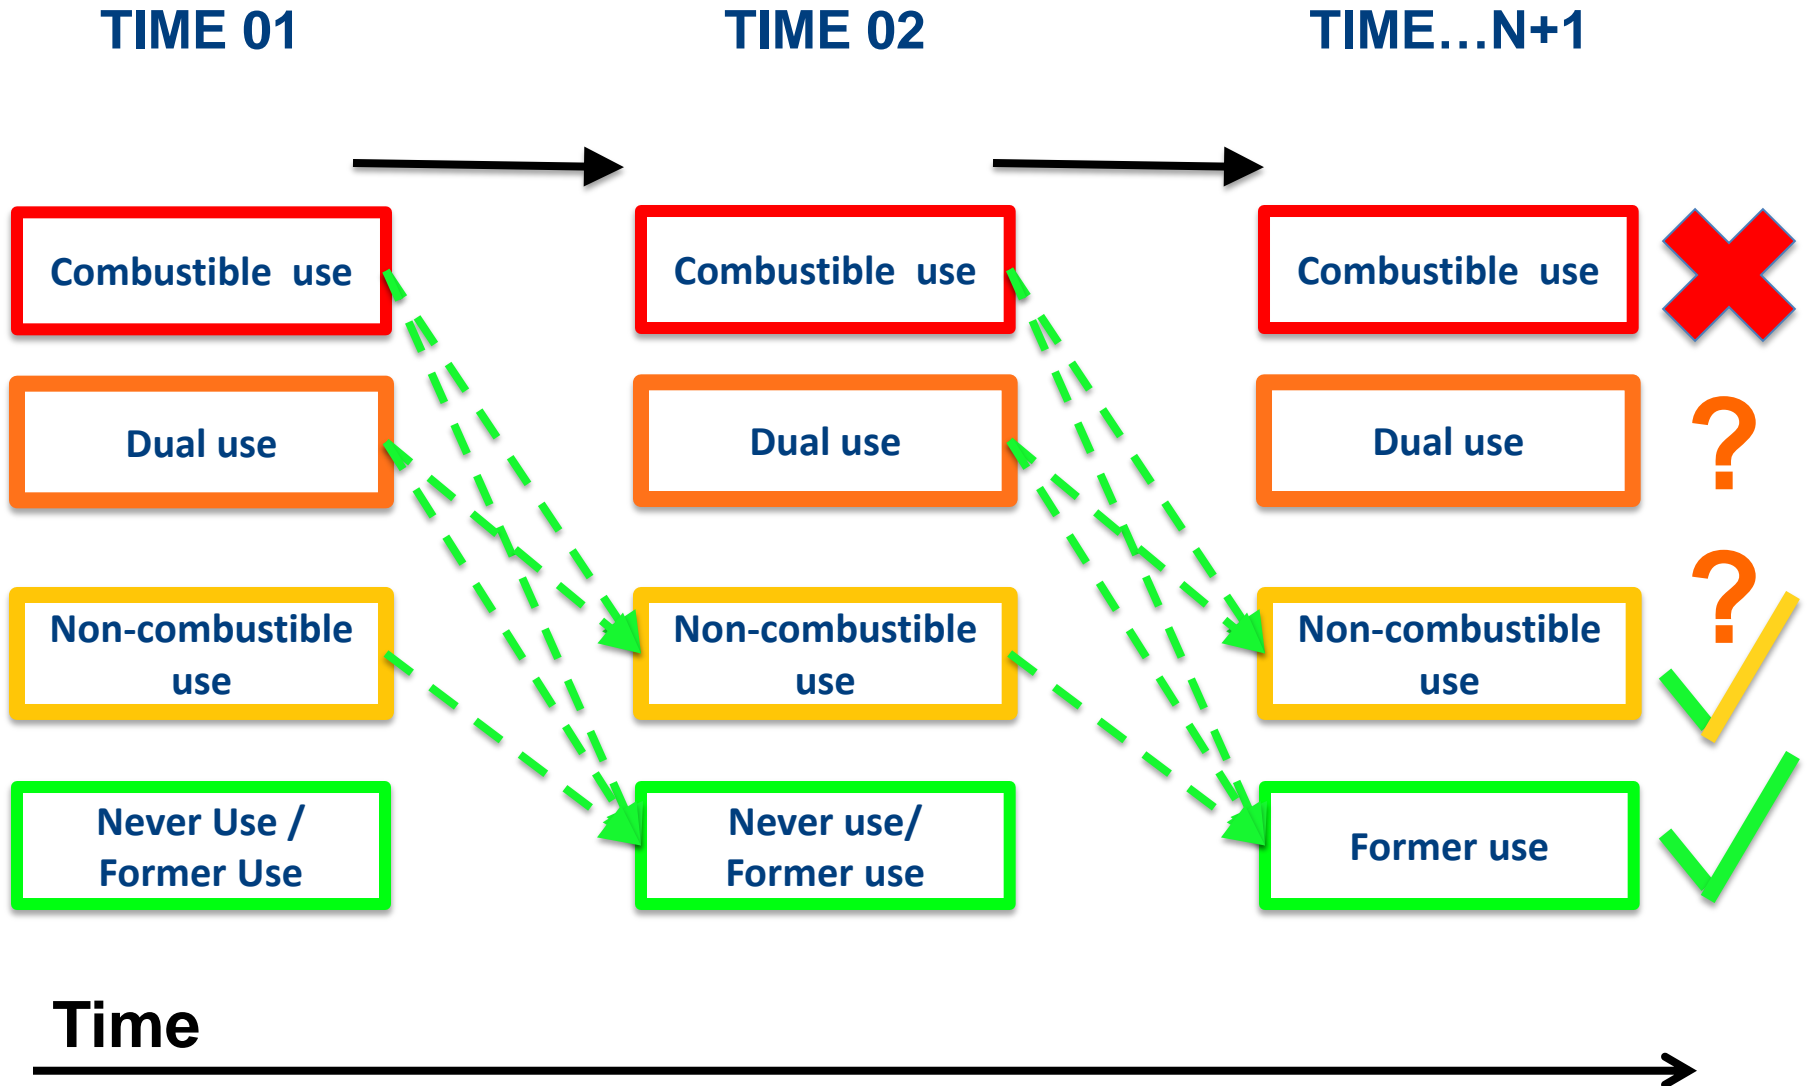 TIME 01
TIME 02
TIME…N+1
Combustible use
Combustible use
Combustible use
Dual use
Dual use
Dual use
?
?
Non-combustible
use
Non-combustible
use
Non-combustible
use
Never Use /
Former Use
Never use/
Former use
Former use
Time